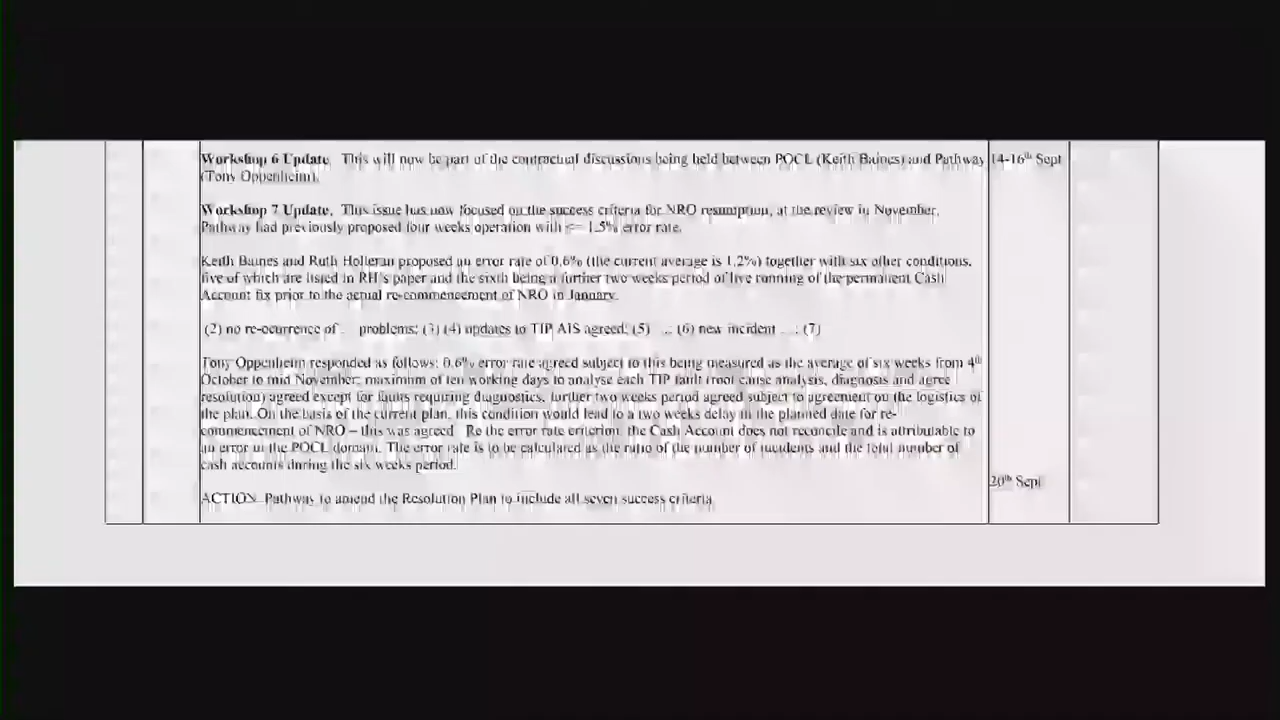 Workshop 6 Update. This will now be part of the contractual discussions being held between POCL (Keith Baines) and Pathway 14-16th Sept
(Tony Oppenheim).
Workshop 7 Update. This issue has now focused on the success criteria for NRO resumption, at the review in November,
Pathway had previously proposed four weeks operation with <= 1.5% error rate.
Keith Baines and Ruth Holleran proposed an error rate of 0.6% (the current average is 1.2%) together with six other conditions,
five of which are listed in RH's paper and the sixth being a further two weeks period of live running of the permanent Cash
Account fix prior to the actual re-commencement of NRO in January.
(2) no re-ocurrence of ... problems; (3) (4) updates to TIP AIS agreed; (5) ...; (6) new incident ...; (7)
Tony Oppenheim responded as follows: 0.6% error rate agreed subject to this being measured as the average of six weeks from 4th
October to mid November; maximum of ten working days to analyse each TIP fault (root cause analysis, diagnosis and agree
resolution) agreed except for faults requiring diagnostics, further two weeks period agreed subject to agreement on the logistics of
the plan. On the basis of the current plan, this condition would lead to a two weeks delay in the planned date for re-
commencement of NRO – this was agreed. Re the error rate criterion: the Cash Account does not reconcile and is attributable to
an error in the POCL domain. The error rate is to be calculated as the ratio of the number of incidents and the total number of
cash accounts during the six weeks period.
20th Sept
ACTION Pathway to amend the Resolution Plan to include all seven success criteria